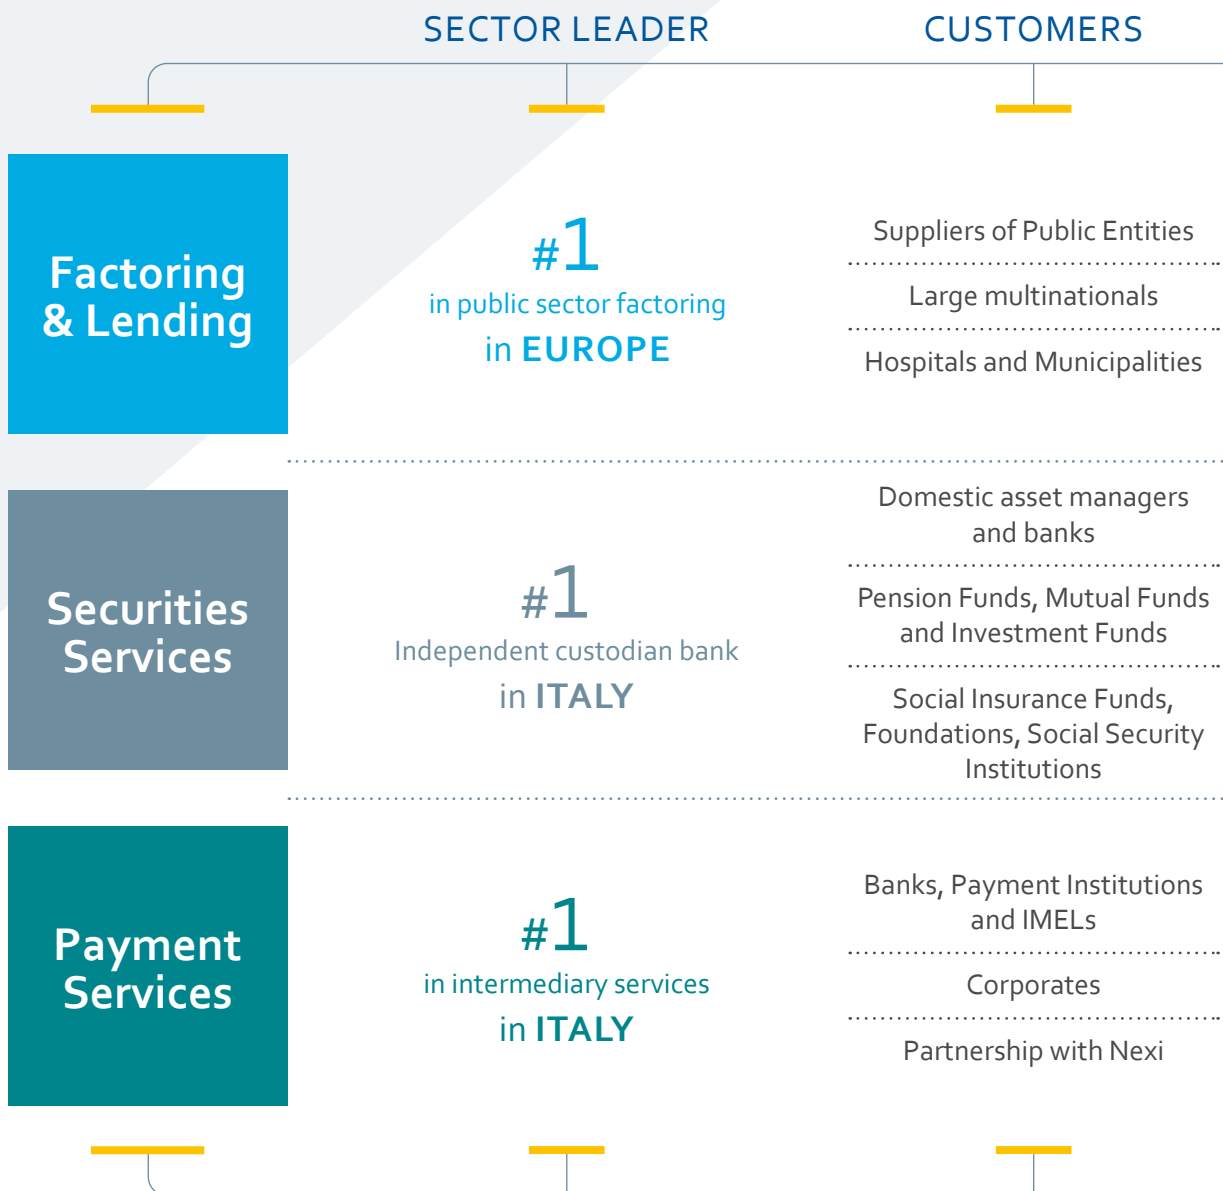 SECTOR LEADER
CUSTOMERS
Factoring
& Lending
#1
in public sector factoring
in EUROPE
Suppliers of Public Entities
Large multinationals
Hospitals and Municipalities
Securities
Services
#1
Independent custodian bank
in ITALY
Domestic asset managers
and banks
Pension Funds, Mutual Funds
and Investment Funds
Social Insurance Funds,
Foundations, Social Security
Institutions
Payment
Services
#1
in intermediary services
in ITALY
Banks, Payment Institutions
and IMELs
Corporates
Partnership with Nexi